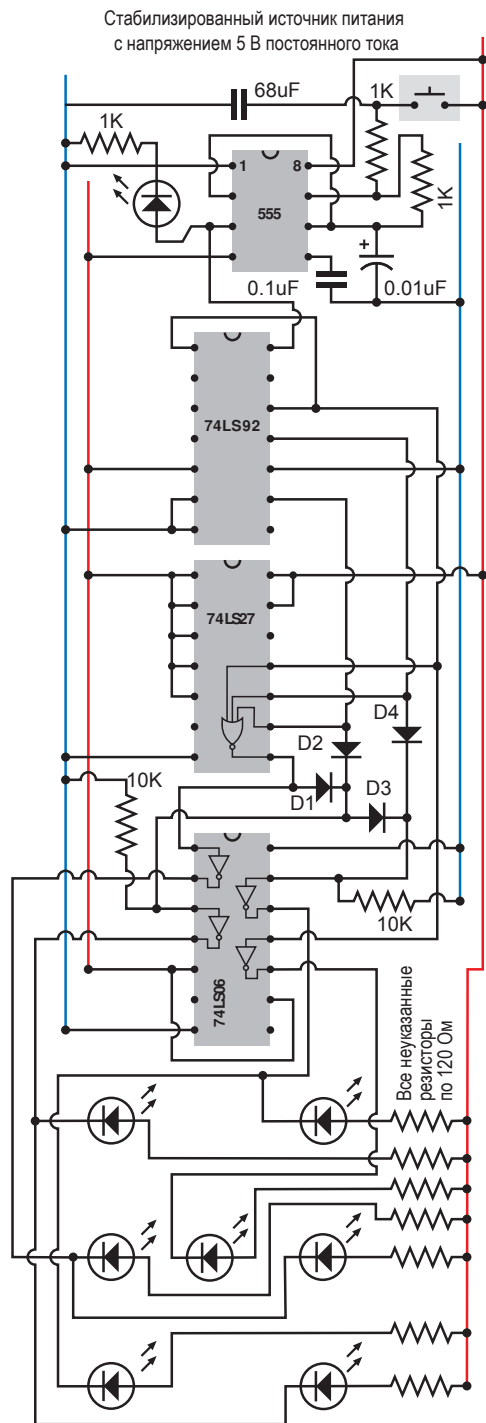 Стабилизированный источник питания
с напряжением 5 В постоянного тока
68uF
1K
1K
1
8
555
1K
+
0.1uF
0.01uF
74LS92
74LS27
D4
D2
10K
D1
D3
10K
74LS06
Все неуказанные
резисторы
по 120 Ом